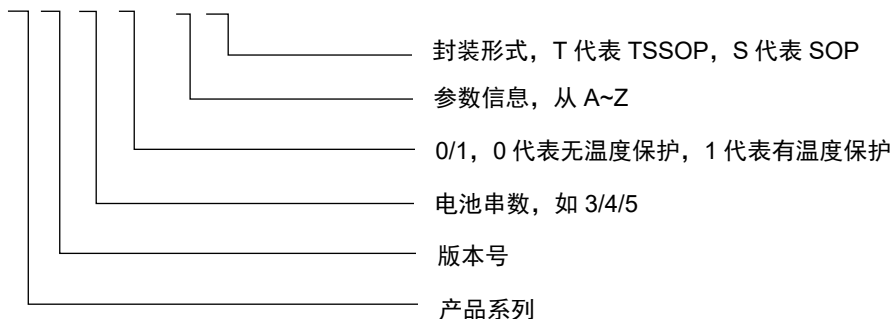 封装形式，T 代表 TSSOP，S 代表 SOP
参数信息，从 A~Z
0/1，0 代表无温度保护，1 代表有温度保护
电池串数，如 3/4/5
版本号
产品系列